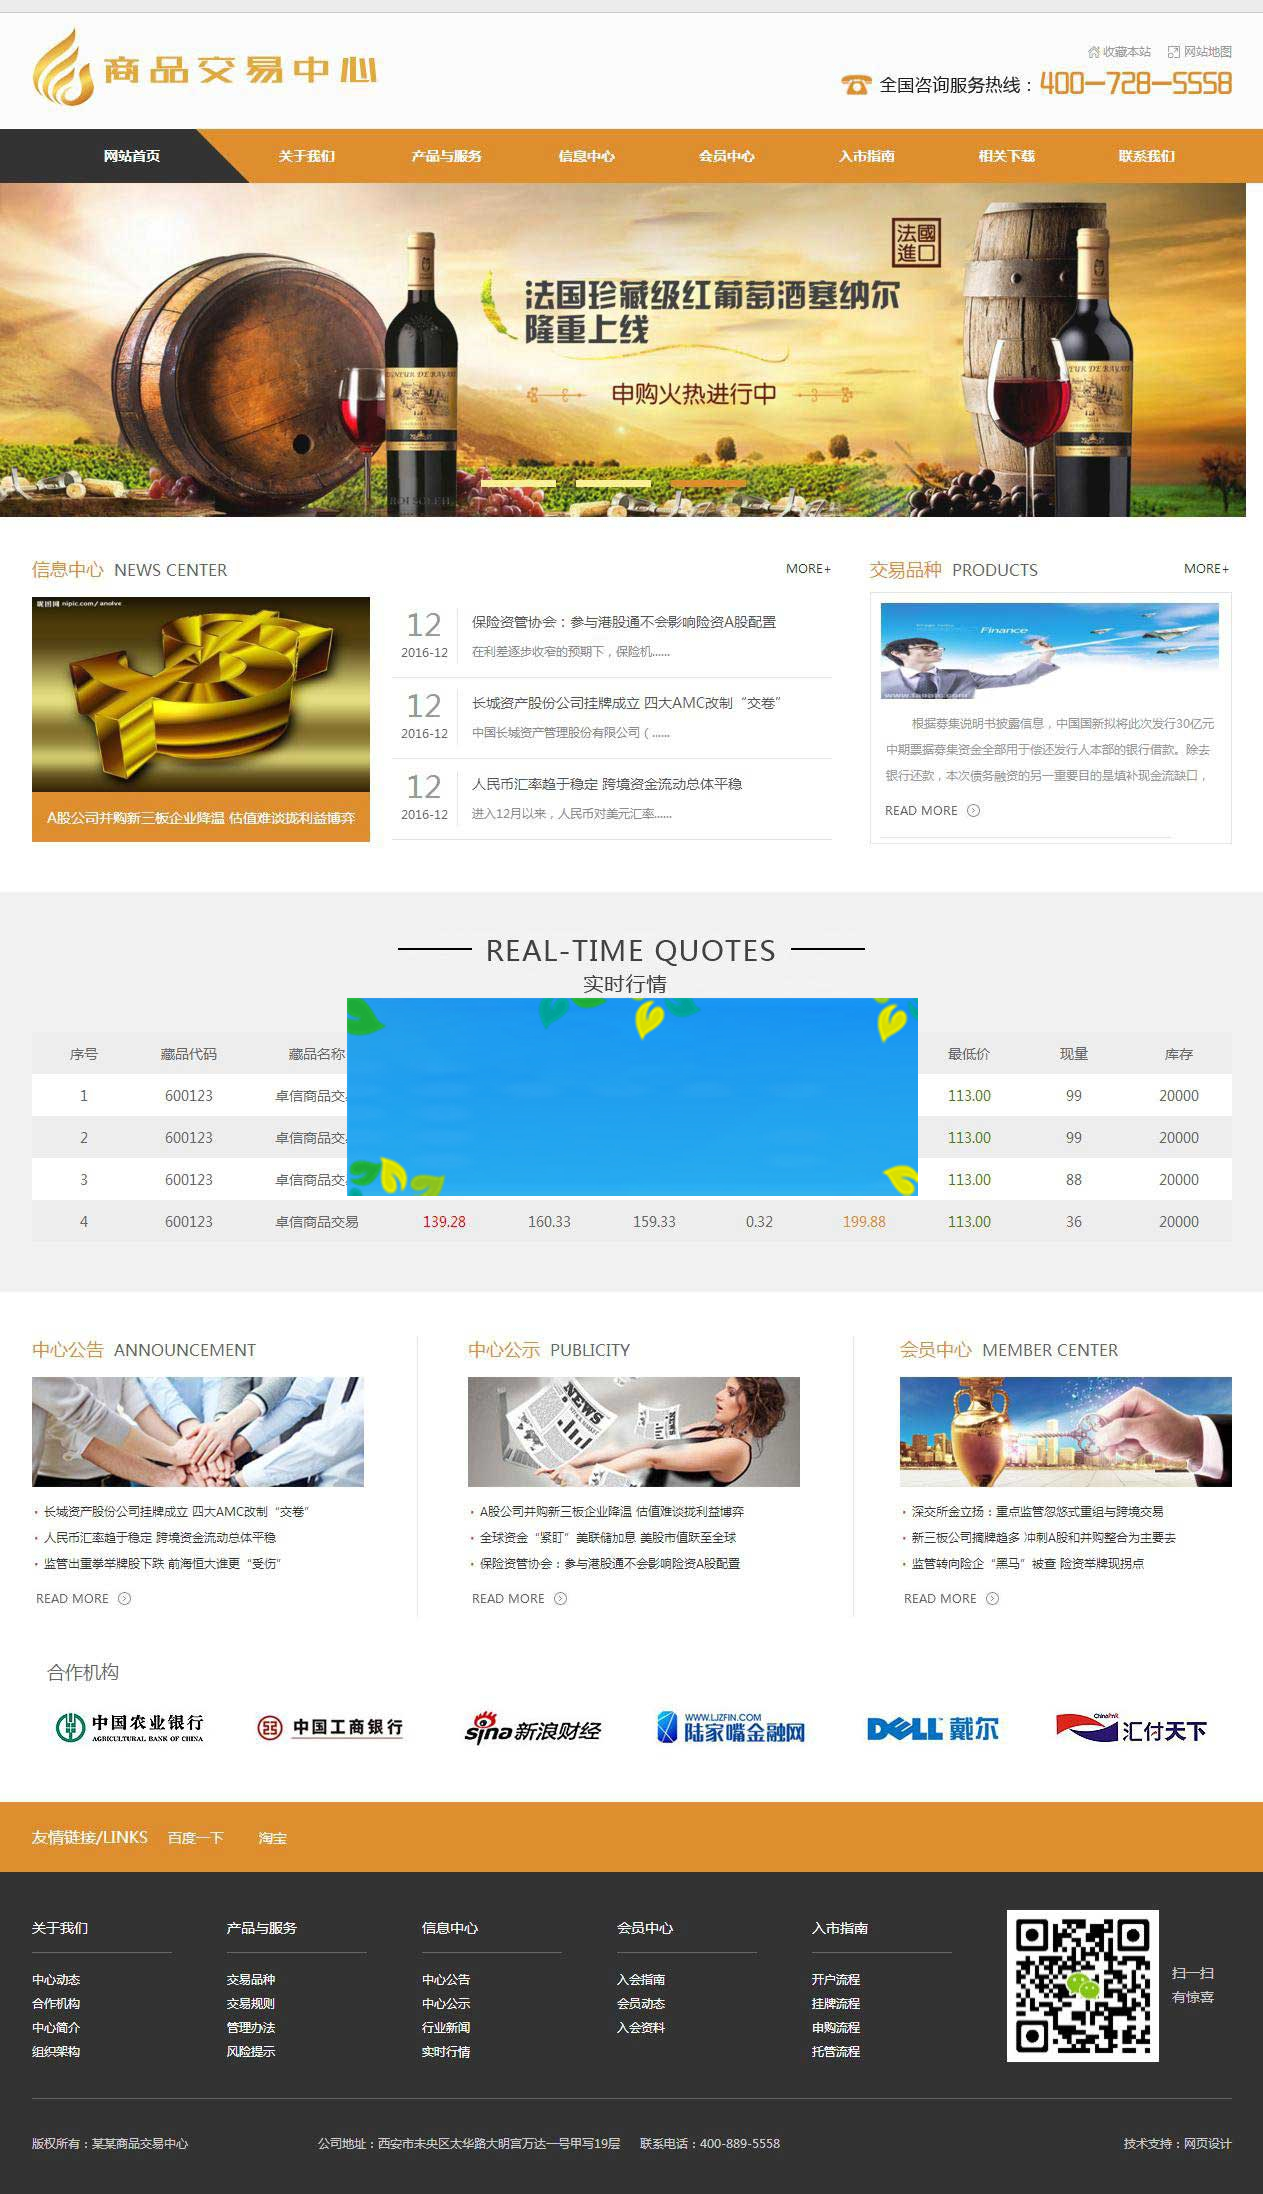 商品交易中心
收藏本站 网站地图
全国咨询服务热线：400-728-5558
网站首页 关于我们 产品与服务 信息中心 会员中心 入市指南 相关下载 联系我们
法國
進口
法国珍藏级红葡萄酒塞纳尔
隆重上线
申购火热进行中
信息中心 NEWS CENTER MORE+
昵图网 nipic.com/anolve
A股公司并购新三板企业降温 估值难谈拢利益博弈
12
2016-12
保险资管协会：参与港股通不会影响险资A股配置
在利差逐步收窄的预期下，保险机......
12
2016-12
长城资产股份公司挂牌成立 四大AMC改制“交卷”
中国长城资产管理股份有限公司（......
12
2016-12
人民币汇率趋于稳定 跨境资金流动总体平稳
进入12月以来，人民币对美元汇率......
交易品种 PRODUCTS MORE+
Finance
根据募集说明书披露信息，中国国新拟将此次发行30亿元
中期票据募集资金全部用于偿还发行人本部的银行借款。除去
银行还款，本次债务融资的另一重要目的是填补现金流缺口，
READ MORE
REAL-TIME QUOTES
实时行情
序号 藏品代码 藏品名称 最低价 现量 库存
1 600123 卓信商品交 113.00 99 20000
2 600123 卓信商品交 113.00 99 20000
3 600123 卓信商品交 113.00 88 20000
4 600123 卓信商品交易 139.28 160.33 159.33 0.32 199.88 113.00 36 20000
中心公告 ANNOUNCEMENT
长城资产股份公司挂牌成立 四大AMC改制“交卷”
人民币汇率趋于稳定 跨境资金流动总体平稳
监管出重拳举牌股下跌 前海恒大谁更“受伤”
READ MORE
中心公示 PUBLICITY
NEWS
A股公司并购新三板企业降温 估值难谈拢利益博弈
全球资金“紧盯”美联储加息 美股市值跃至全球
保险资管协会：参与港股通不会影响险资A股配置
READ MORE
会员中心 MEMBER CENTER
深交所金立扬：重点监管忽悠式重组与跨境交易
新三板公司摘牌趋多 冲刺A股和并购整合为主要去
监管转向险企“黑马”被查 险资举牌现拐点
READ MORE
合作机构
中国农业银行
AGRICULTURAL BANK OF CHINA
中国工商银行
sina新浪财经
WWW.LJZFIN.COM
陆家嘴金融网
DELL 戴尔
ChinaPnR
汇付天下
友情链接/LINKS 百度一下 淘宝
关于我们
中心动态
合作机构
中心简介
组织架构
产品与服务
交易品种
交易规则
管理办法
风险提示
信息中心
中心公告
中心公示
行业新闻
实时行情
会员中心
入会指南
会员动态
入会资料
入市指南
开户流程
挂牌流程
申购流程
托管流程
扫一扫
有惊喜
版权所有：某某商品交易中心 公司地址：西安市未央区太华路大明宫万达一号甲写19层 联系电话：400-889-5558 技术支持：网页设计